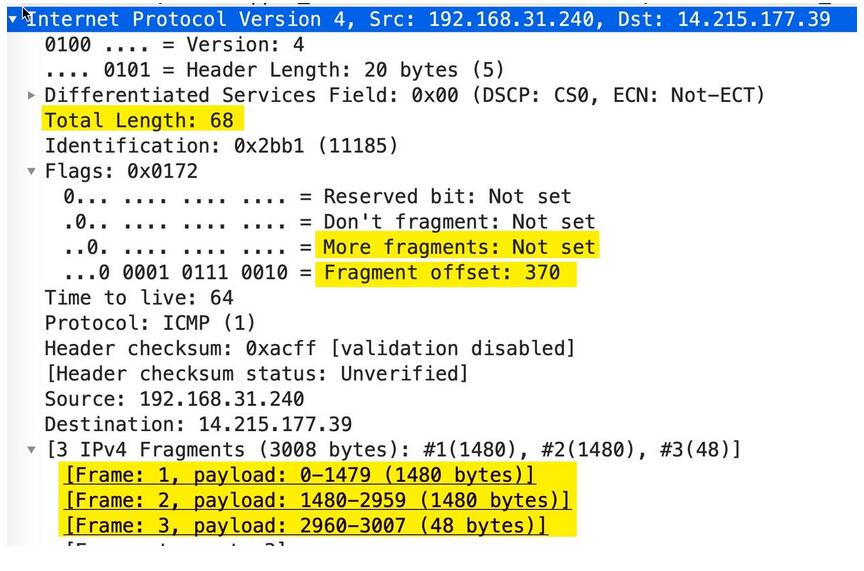 Internet Protocol Version 4, Src: 192.168.31.240, Dst: 14.215.177.39
0100 .... = Version: 4
.... 0101 = Header Length: 20 bytes (5)
Differentiated Services Field: 0x00 (DSCP: CS0, ECN: Not-ECT)
Total Length: 68
Identification: 0x2bb1 (11185)
Flags: 0x0172
0... .... .... .... = Reserved bit: Not set
.0.. .... .... .... = Don't fragment: Not set
..0. .... .... .... = More fragments: Not set
...0 0001 0111 0010 = Fragment offset: 370
Time to live: 64
Protocol: ICMP (1)
Header checksum: 0xacff [validation disabled]
[Header checksum status: Unverified]
Source: 192.168.31.240
Destination: 14.215.177.39
[3 IPv4 Fragments (3008 bytes): #1(1480), #2(1480), #3(48)]
[Frame: 1, payload: 0-1479 (1480 bytes)]
[Frame: 2, payload: 1480-2959 (1480 bytes)]
[Frame: 3, payload: 2960-3007 (48 bytes)]